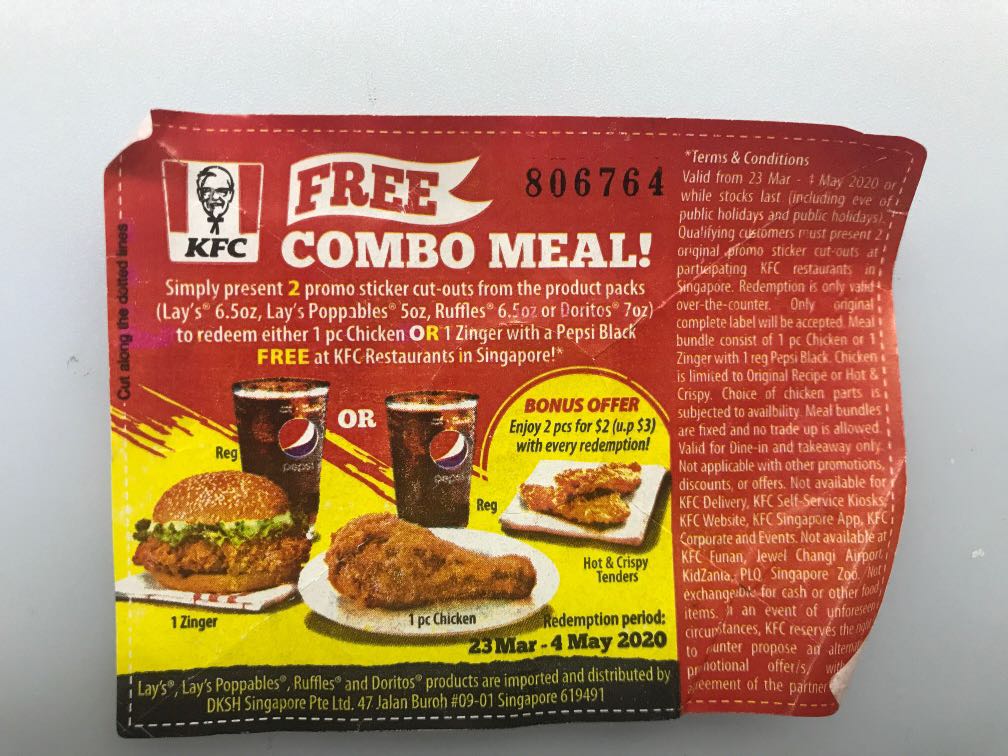 Cut along the dotted lines
KFC
FREE
COMBO MEAL!
806764
Simply present 2 promo sticker cut-outs from the product packs
(Lay's® 6.5oz, Lay's Poppables® 5oz, Ruffles® 6.5oz or Doritos® 7oz)
to redeem either 1 pc Chicken OR 1 Zinger with a Pepsi Black
FREE at KFC Restaurants in Singapore!*
OR
Reg
pepsi
pepsi
Reg
1 Zinger
1 pc Chicken
BONUS OFFER
Enjoy 2 pcs for $2 (u.p $3)
with every redemption!
Hot & Crispy
Tenders
Redemption period:
23 Mar - 4 May 2020
Lay's®, Lay's Poppables®, Ruffles® and Doritos® products are imported and distributed by
DKSH Singapore Pte Ltd. 47 Jalan Buroh #09-01 Singapore 619491
*Terms & Conditions
Valid from 23 Mar - 4 May 2020 or
while stocks last (including eve of
public holidays and public holidays).
Qualifying customers must present 2
original promo sticker cut-outs at
participating KFC restaurants in
Singapore. Redemption is only valid
over-the-counter. Only original
complete label will be accepted. Meal
bundle consist of 1 pc Chicken or 1
Zinger with 1 reg Pepsi Black. Chicken
is limited to Original Recipe or Hot &
Crispy. Choice of chicken parts is
subjected to availbility. Meal bundles
are fixed and no trade up is allowed.
Valid for Dine-in and takeaway only.
Not applicable with other promotions,
discounts, or offers. Not available for
KFC Delivery, KFC Self-Service Kiosks,
KFC Website, KFC Singapore App, KFC
Corporate and Events. Not available at
KFC Funan, Jewel Changi Airport,
KidZania, PLQ Singapore Zoo. Not
exchangeible for cash or other food
items. an event of unforeseen
circumstances, KFC reserves the
to propose an
offer/s
of the partner